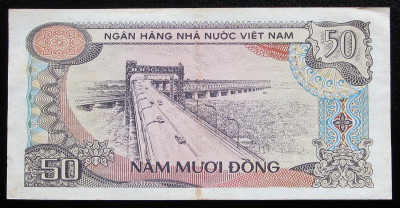 NGÂN HÀNG NHÀ NƯỚC VIỆT NAM
50
50
NĂM MƯƠI ĐỒNG